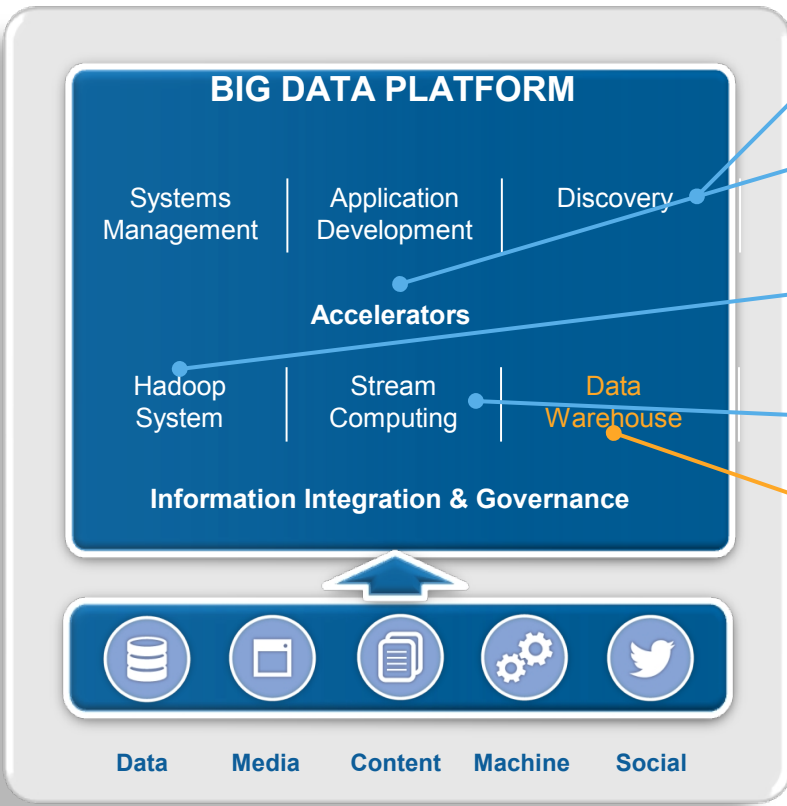 BIG DATA PLATFORM
Systems Management
Application Development
Discovery
Accelerators
Hadoop System
Stream Computing
Data Warehouse
Information Integration & Governance
Data
Media
Content
Machine
Social